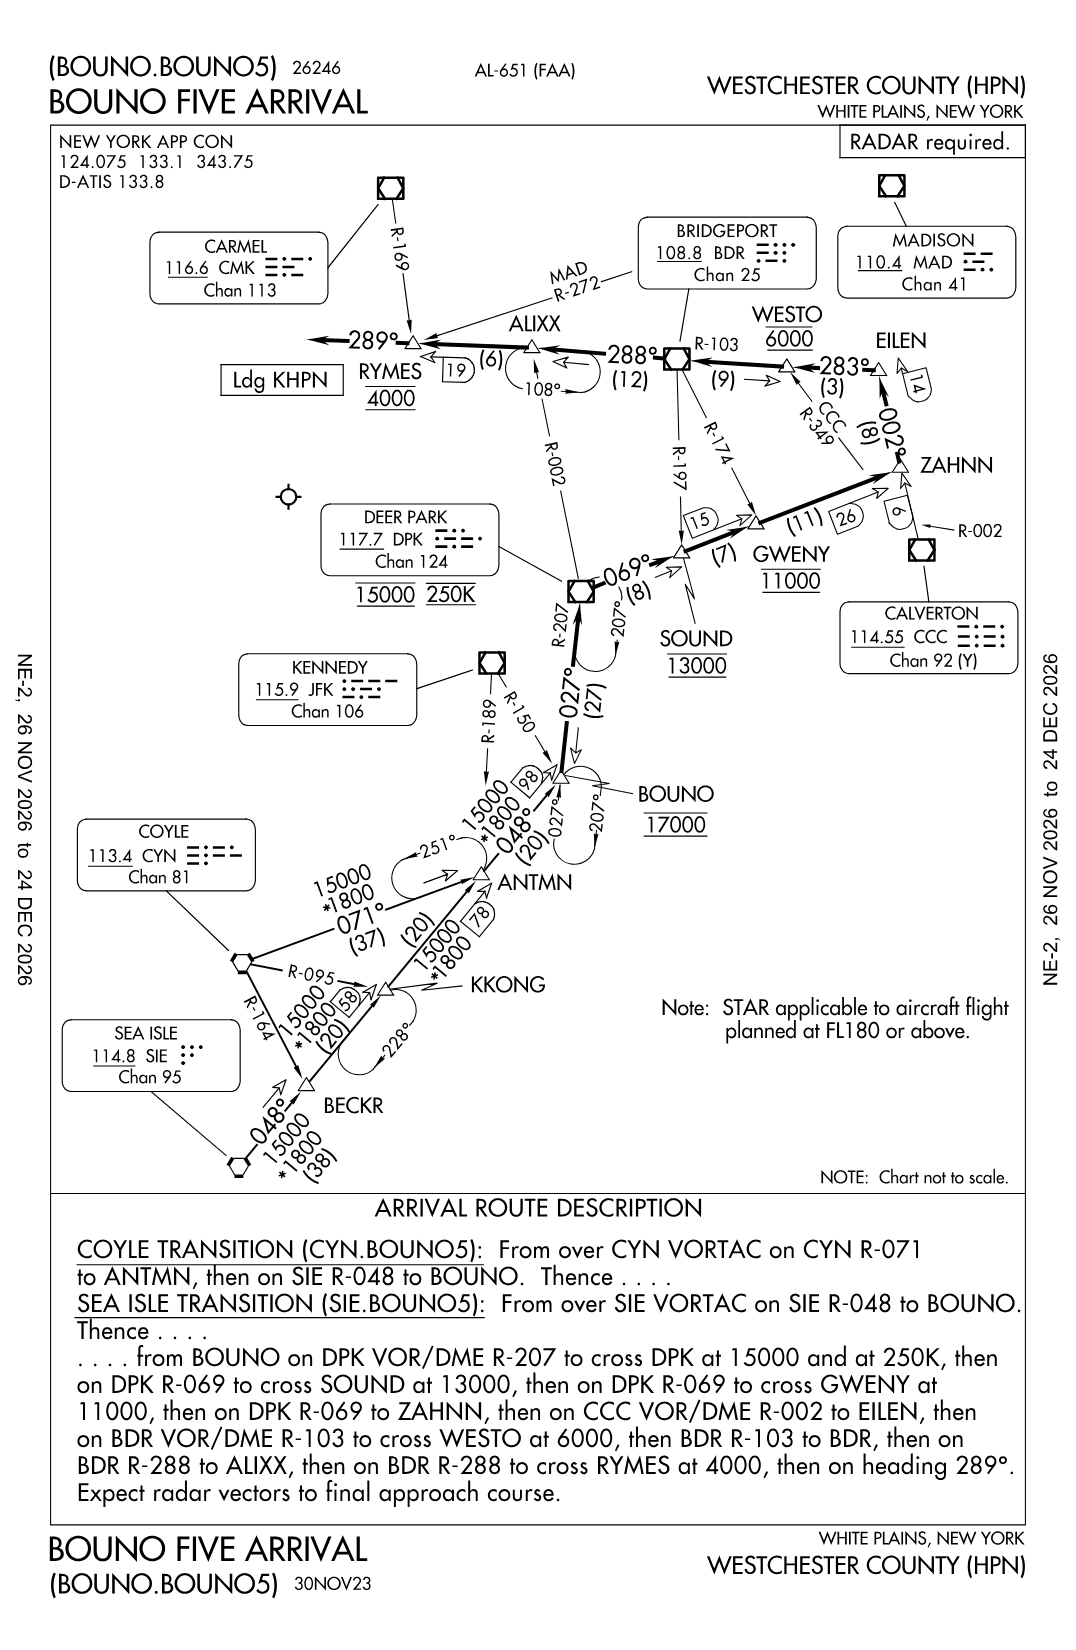 (BOUNO.BOUNO5) 26246
BOUNO FIVE ARRIVAL
AL-651 (FAA)
WESTCHESTER COUNTY (HPN)
WHITE PLAINS, NEW YORK
NEW YORK APP CON
124.075 133.1 343.75
D-ATIS 133.8
RADAR required.
CARMEL
116.6 CMK
Chan 113
R-169
BRIDGEPORT
108.8 BDR
Chan 25
MADISON
110.4 MAD
Chan 41
MAD
R-272
ALIXX
WESTO
6000
EILEN
289°
(6)
288°
(12)
R-103
(9)
283°
(3)
14
Ldg KHPN
RYMES
4000
19
108°
CCC
R-349
002°
(8)
R-002
R-197
R-174
ZAHNN
DEER PARK
117.7 DPK
Chan 124
15000 250K
15
(11)
26
9
R-002
069°
(8)
(7)
GWENY
11000
R-207
207°
SOUND
13000
CALVERTON
114.55 CCC
Chan 92 (Y)
KENNEDY
115.9 JFK
Chan 106
R-189
R-150
027°
(27)
98
BOUNO
17000
027°
207°
15000
*1800
048°
(20)
COYLE
113.4 CYN
Chan 81
251°
ANTMN
15000
*1800
071°
(37)
(20)
15000
*1800
78
R-095
R-164
KKONG
15000
*1800
(20)
58
228°
SEA ISLE
114.8 SIE
Chan 95
BECKR
048°
15000
*1800
(38)
Note: STAR applicable to aircraft flight
planned at FL180 or above.
NOTE: Chart not to scale.
NE-2, 26 NOV 2026 to 24 DEC 2026
NE-2, 26 NOV 2026 to 24 DEC 2026
ARRIVAL ROUTE DESCRIPTION
COYLE TRANSITION (CYN.BOUNO5): From over CYN VORTAC on CYN R-071
to ANTMN, then on SIE R-048 to BOUNO. Thence . . . .
SEA ISLE TRANSITION (SIE.BOUNO5): From over SIE VORTAC on SIE R-048 to BOUNO.
Thence . . . .
. . . . from BOUNO on DPK VOR/DME R-207 to cross DPK at 15000 and at 250K, then
on DPK R-069 to cross SOUND at 13000, then on DPK R-069 to cross GWENY at
11000, then on DPK R-069 to ZAHNN, then on CCC VOR/DME R-002 to EILEN, then
on BDR VOR/DME R-103 to cross WESTO at 6000, then BDR R-103 to BDR, then on
BDR R-288 to ALIXX, then on BDR R-288 to cross RYMES at 4000, then on heading 289°.
Expect radar vectors to final approach course.
BOUNO FIVE ARRIVAL
(BOUNO.BOUNO5) 30NOV23
WHITE PLAINS, NEW YORK
WESTCHESTER COUNTY (HPN)